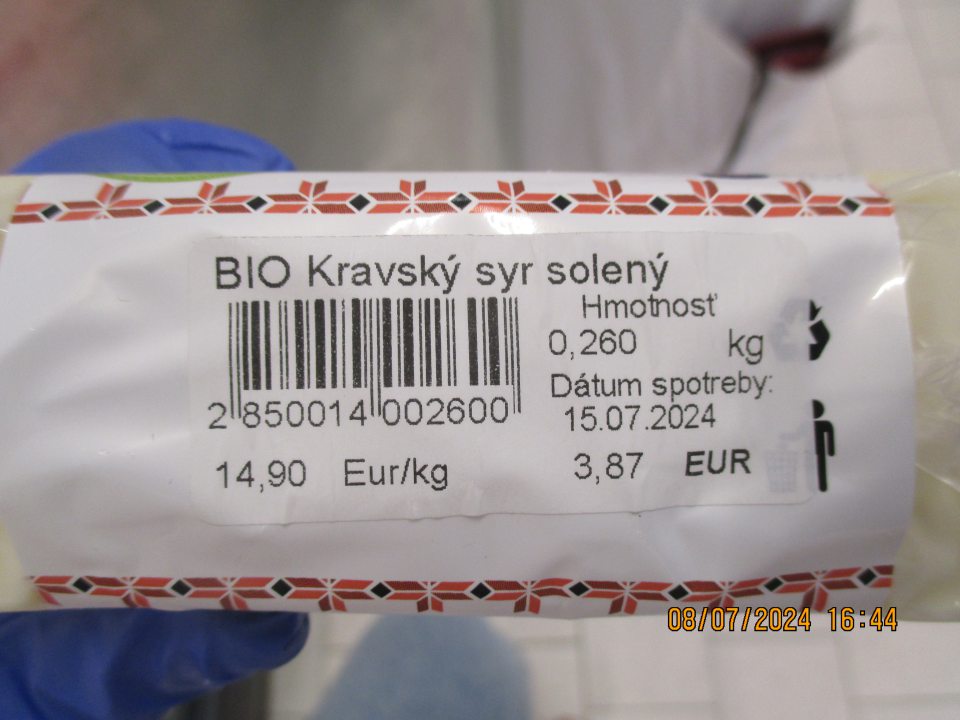 BIO Kravský syr solený
Hmotnosť
0,260 kg
Dátum spotreby:
2 850014 002600
15.07.2024
14,90 Eur/kg
3,87 EUR
08/07/2024 16:44